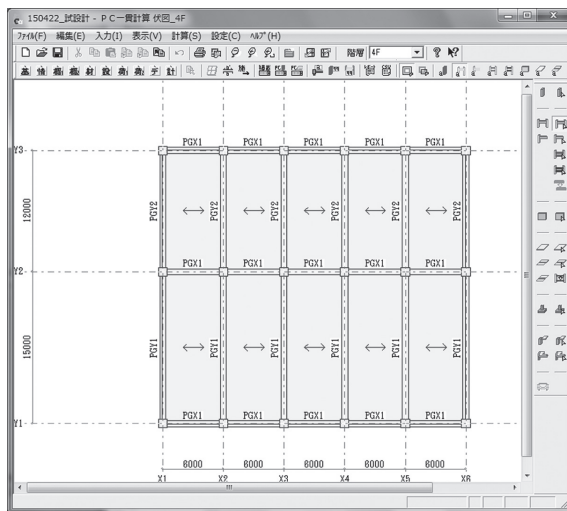 150422_試設計 - PC一貫計算 伏図_4F
ﾌｧｲﾙ(F) 編集(E) 入力(I) 表示(V) 計算(S) 設定(C) ﾍﾙﾌﾟ(H)
階層 4F
PGX1 PGX1 PGX1 PGX1 PGX1
Y3
12000
PGY2 PGY2 PGY2 PGY2 PGY2 PGY2
PGX1 PGX1 PGX1 PGX1 PGX1
Y2
15000
PGY1 PGY1 PGY1 PGY1 PGY1 PGY1
PGX1 PGX1 PGX1 PGX1 PGX1
Y1
6000 6000 6000 6000 6000
X1 X2 X3 X4 X5 X6